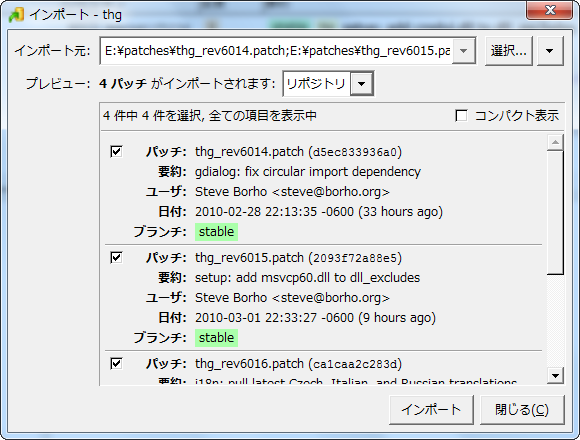 インポート - thg
インポート元: E:¥patches¥thg_rev6014.patch;E:¥patches¥thg_rev6015.pa 選択...
プレビュー: 4 パッチ がインポートされます: リポジトリ
4 件中 4 件を選択, 全ての項目を表示中 コンパクト表示
パッチ: thg_rev6014.patch (d5ec833936a0)
要約: gdialog: fix circular import dependency
ユーザ: Steve Borho <steve@borho.org>
日付: 2010-02-28 22:13:35 -0600 (33 hours ago)
ブランチ: stable
パッチ: thg_rev6015.patch (2093f72a88e5)
要約: setup: add msvcp60.dll to dll_excludes
ユーザ: Steve Borho <steve@borho.org>
日付: 2010-03-01 22:33:27 -0600 (9 hours ago)
ブランチ: stable
パッチ: thg_rev6016.patch (ca1caa2c283d)
要約: i18n: pull latest Czech, Italian, and Russian translations
インポート 閉じる(C)